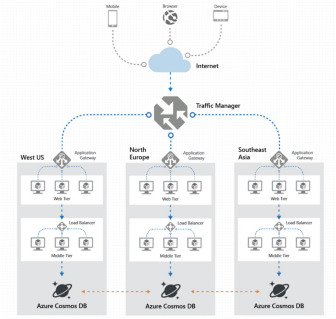 Mobile
Browser
Device
Internet
Traffic Manager
West US
Application
Gateway
North
Europe
Application
Gateway
Southeast
Asia
Application
Gateway
Web Tier
Web Tier
Web Tier
Load Balancer
Load Balancer
Load Balancer
Middle Tier
Middle Tier
Middle Tier
Azure Cosmos DB
Azure Cosmos DB
Azure Cosmos DB